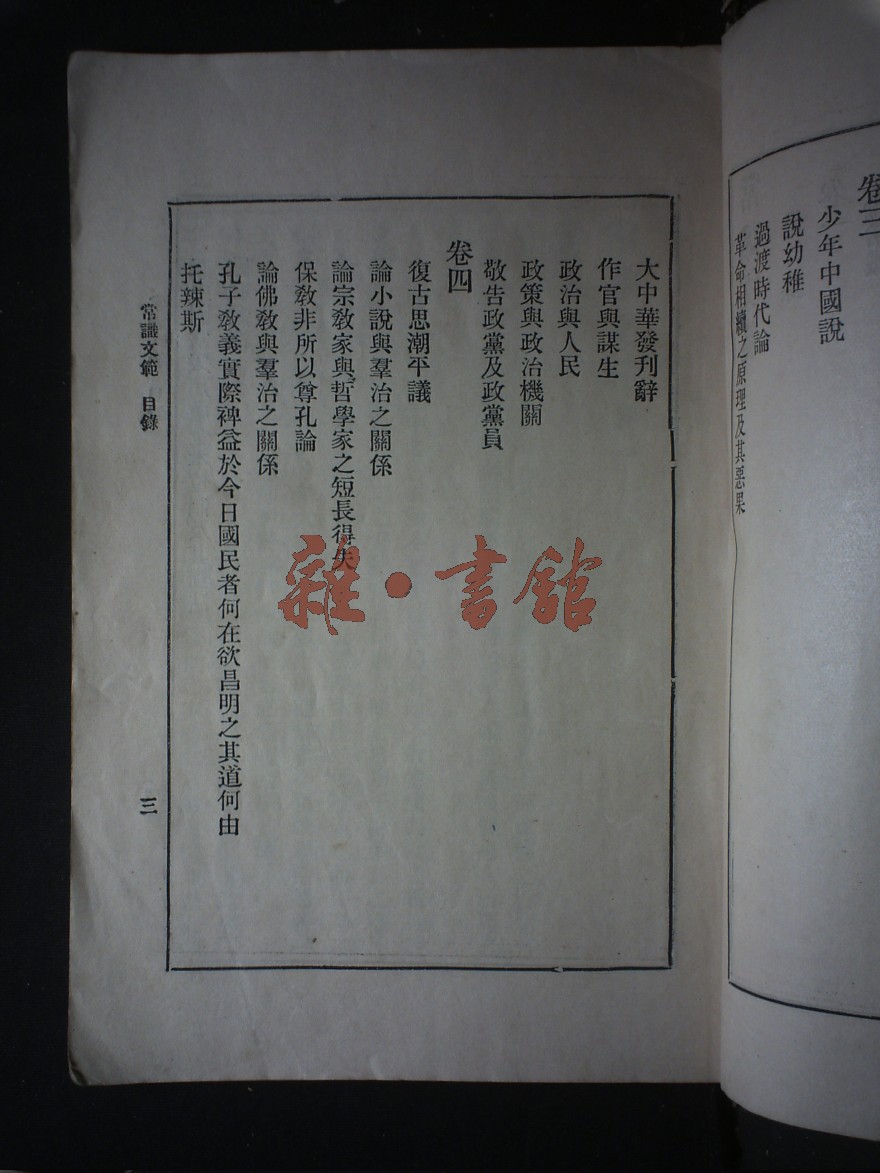 卷三
少年中國說
說幼稚
過渡時代論
革命相續之原理及其惡果
大中華發刊辭
作官與謀生
政治與人民
政策與政治機關
敬告政黨及政黨員
卷四
復古思潮平議
論小說與羣治之關係
論宗教家與哲學家之短長得失
保教非所以尊孔論
論佛教與羣治之關係
孔子教義實際裨益於今日國民者何在欲昌明之其道何由
托辣斯
常識文範 目錄
三
雜·書館